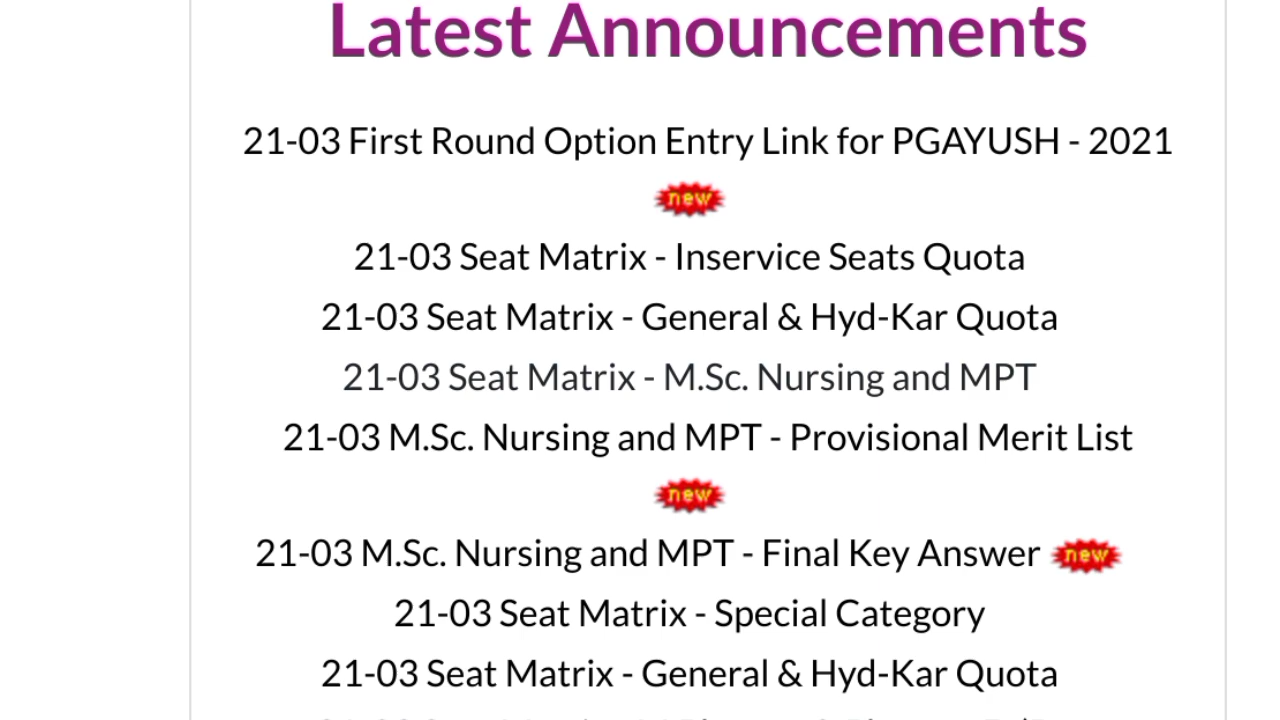 Latest Announcements
21-03 First Round Option Entry Link for PGAYUSH - 2021
new
21-03 Seat Matrix - Inservice Seats Quota
21-03 Seat Matrix - General & Hyd-Kar Quota
21-03 Seat Matrix - M.Sc. Nursing and MPT
21-03 M.Sc. Nursing and MPT - Provisional Merit List
new
21-03 M.Sc. Nursing and MPT - Final Key Answer new
21-03 Seat Matrix - Special Category
21-03 Seat Matrix - General & Hyd-Kar Quota